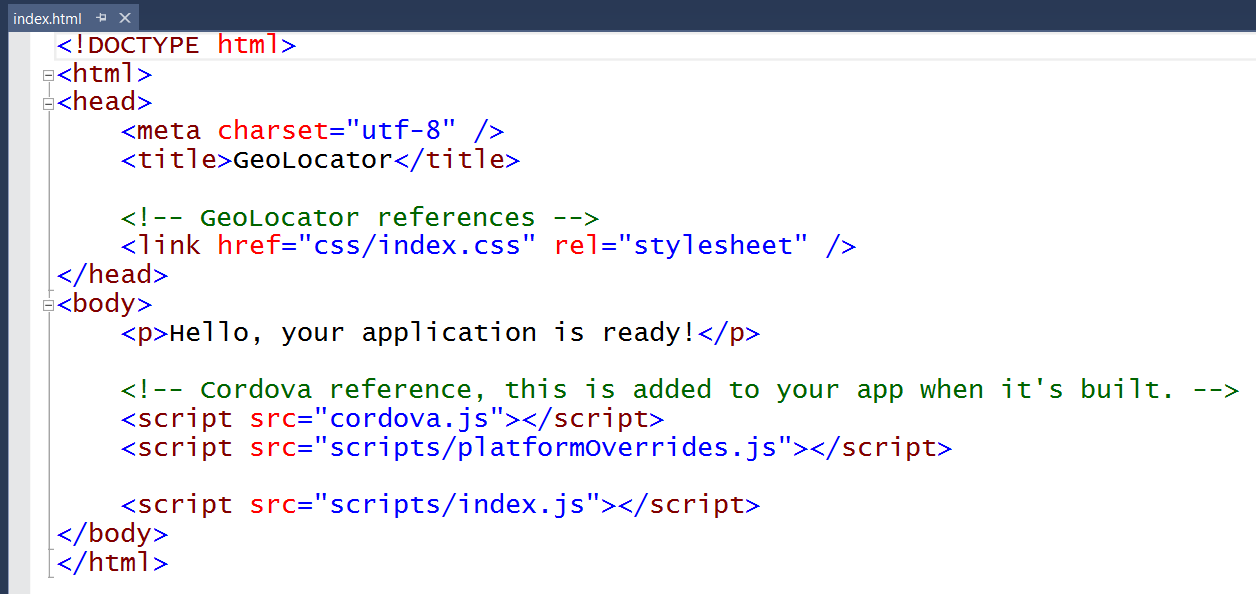 index.html
<!DOCTYPE html>
<html>
<head>
    <meta charset="utf-8" />
    <title>GeoLocator</title>

    <!-- GeoLocator references -->
    <link href="css/index.css" rel="stylesheet" />
</head>
<body>
    <p>Hello, your application is ready!</p>

    <!-- Cordova reference, this is added to your app when it's built. -->
    <script src="cordova.js"></script>
    <script src="scripts/platformOverrides.js"></script>

    <script src="scripts/index.js"></script>
</body>
</html>